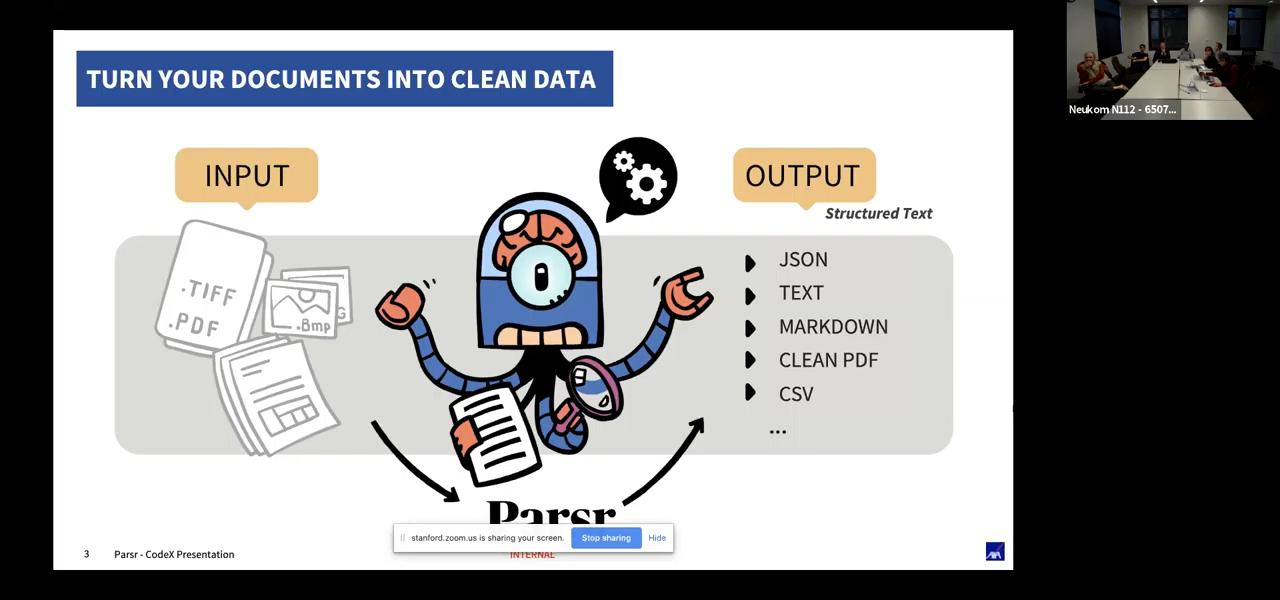 TURN YOUR DOCUMENTS INTO CLEAN DATA
Neukom N112 - 6507...
INPUT
OUTPUT
Structured Text
.TIFF
.PDF
G
.Bmp
JSON
TEXT
MARKDOWN
CLEAN PDF
CSV
...
Parsr
stanford.zoom.us is sharing your screen.
Stop sharing
Hide
3
Parsr - CodeX Presentation
INTERNAL
AXA